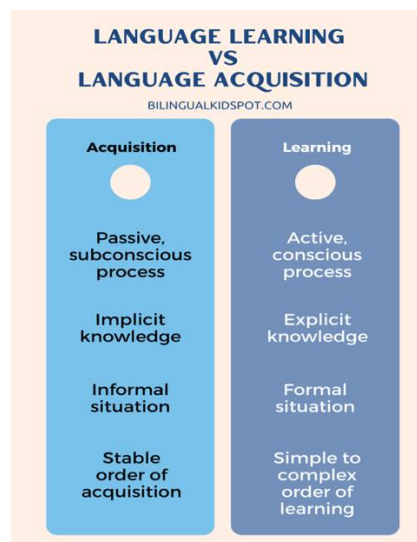 LANGUAGE LEARNING
VS
LANGUAGE ACQUISITION
BILINGUALKIDSPOT.COM
Acquisition
Passive,
subconscious
process
Implicit
knowledge
Informal
situation
Stable
order of
acquisition
Learning
Active,
conscious
process
Explicit
knowledge
Formal
situation
Simple to
complex
order of
learning